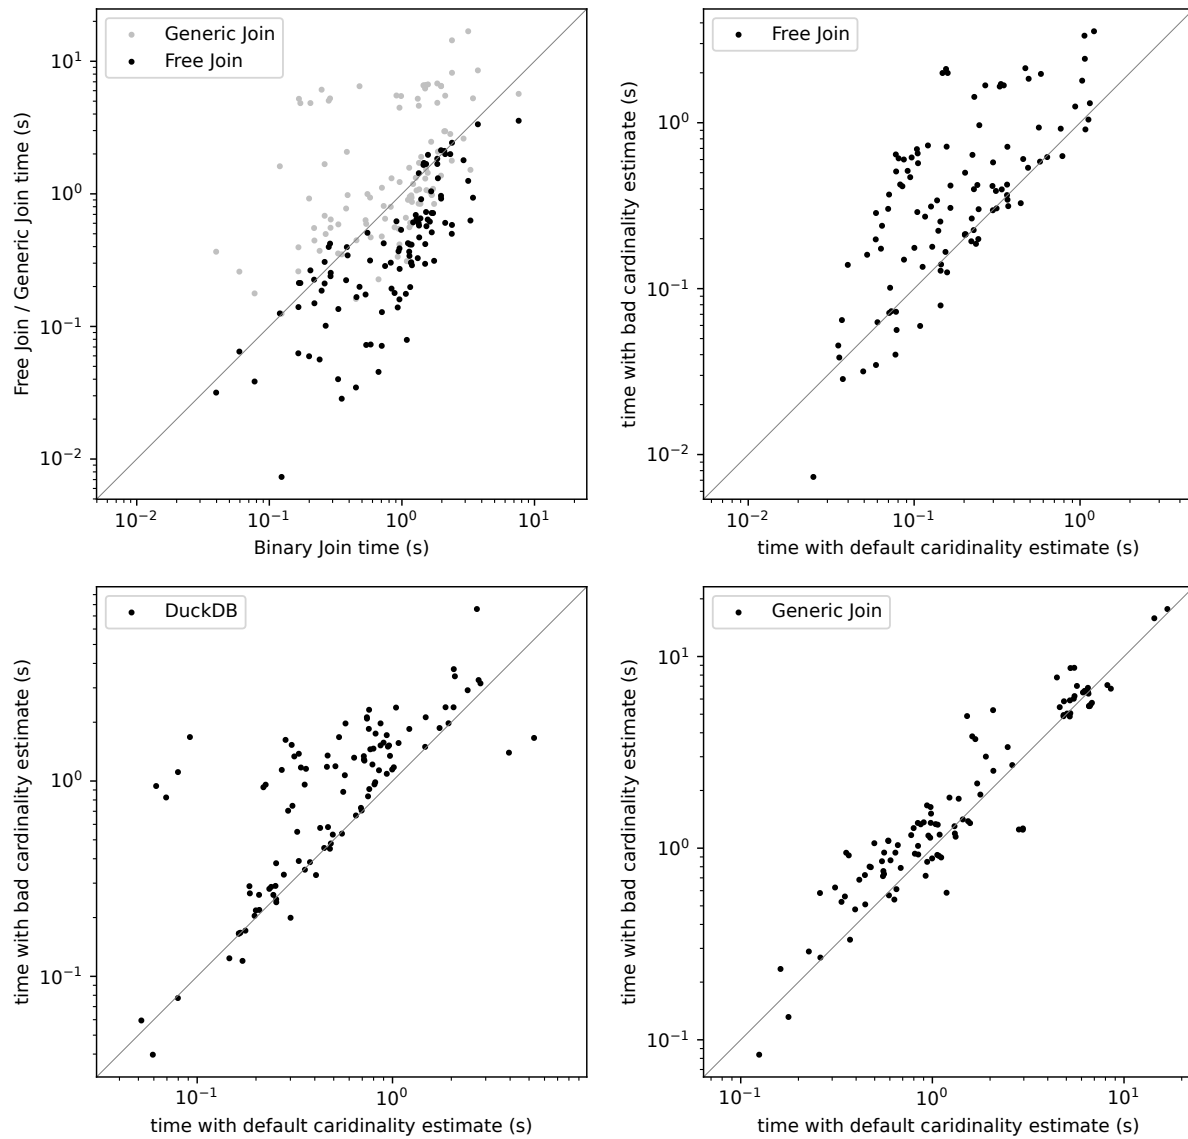 Generic Join
Free Join
Free Join / Generic Join time (s)
10^1
10^0
10^−1
10^−2
10^−2
10^−1
10^0
10^1
Binary Join time (s)
Free Join
time with bad cardinality estimate (s)
10^0
10^−1
10^−2
10^−2
10^−1
10^0
time with default caridinality estimate (s)
DuckDB
time with bad cardinality estimate (s)
10^0
10^−1
10^−1
10^0
time with default caridinality estimate (s)
Generic Join
time with bad cardinality estimate (s)
10^1
10^0
10^−1
10^−1
10^0
10^1
time with default caridinality estimate (s)